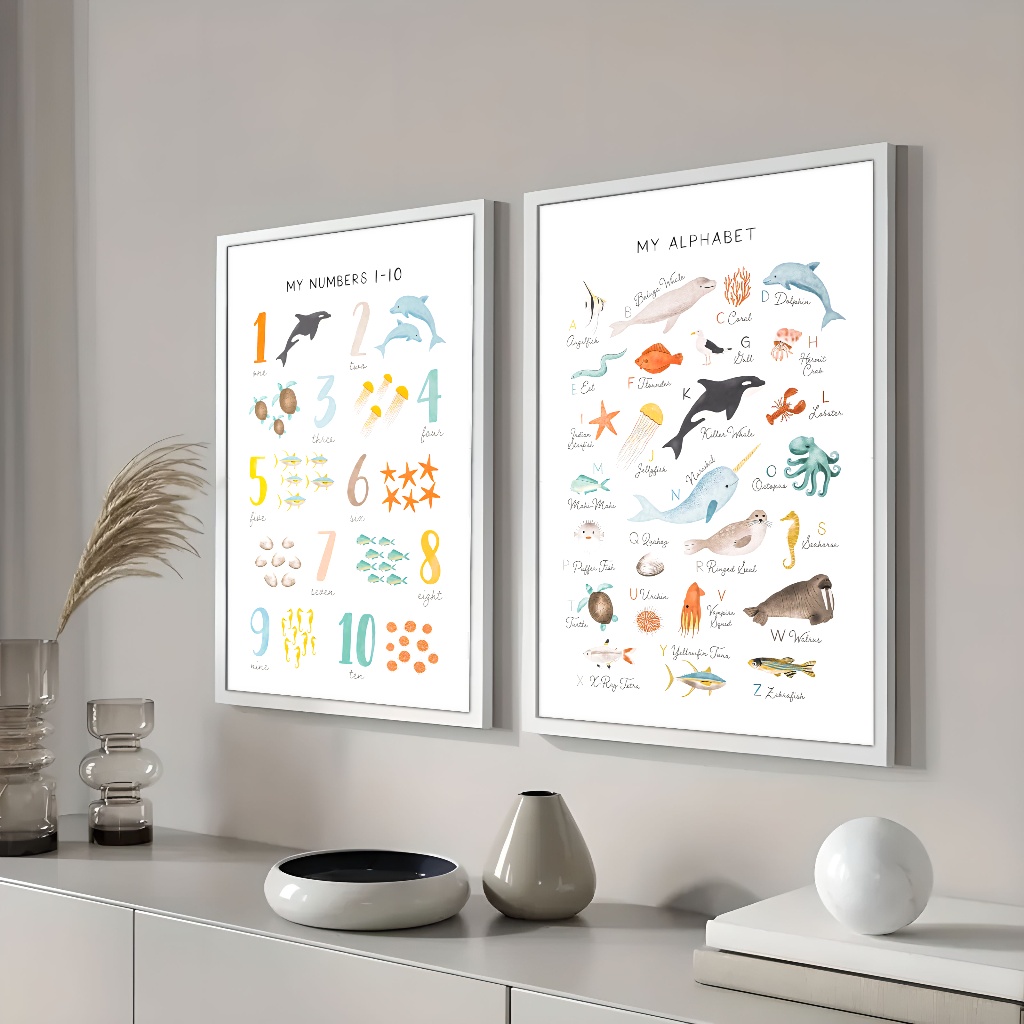 MY NUMBERS 1-10
1
one
2
two
3
three
4
four
5
five
6
six
7
seven
8
eight
9
nine
10
ten
MY ALPHABET
A
Angelfish
B
Beluga Whale
C
Coral
D
Dolphin
E
Eel
F
Flounder
G
Gull
H
Hermit
Crab
I
Indian
Starfish
J
Jellyfish
K
Killer Whale
L
Lobster
M
Mahi-Mahi
N
Narwhal
O
Octopus
P
Puffer Fish
Q
Quahog
R
Ringed Seal
S
Seahorse
T
Turtle
U
Urchin
V
Vampire
Squid
W
Walrus
X
X Ray Tetra
Y
Yellowfin Tuna
Z
Zebrafish